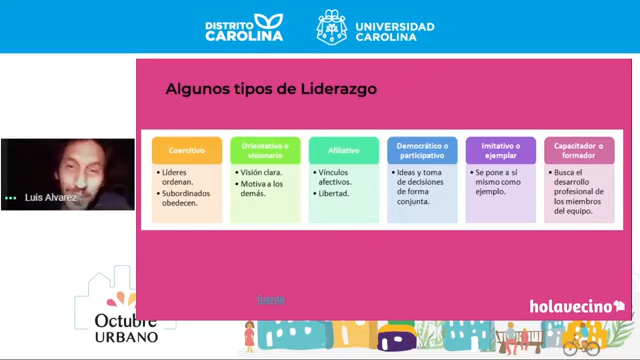 DISTRITO
CAROLINA
UNIVERSIDAD
CAROLINA
Algunos tipos de Liderazgo
Coercitivo
• Líderes
ordenan.
• Subordinados
obedecen.
Orientativo o
visionario
• Visión clara.
• Motiva a los
demás.
Afiliativo
• Vínculos
afectivos.
• Libertad.
Democrático o
participativo
• Ideas y toma
de decisiones
de forma
conjunta.
Imitativo o
ejemplar
• Se pone a sí
mismo como
ejemplo.
Capacitador o
formador
• Busca el
desarrollo
profesional de
los miembros
del equipo.
Luis Alvarez
fuente
holavecino
Octubre
URBANO